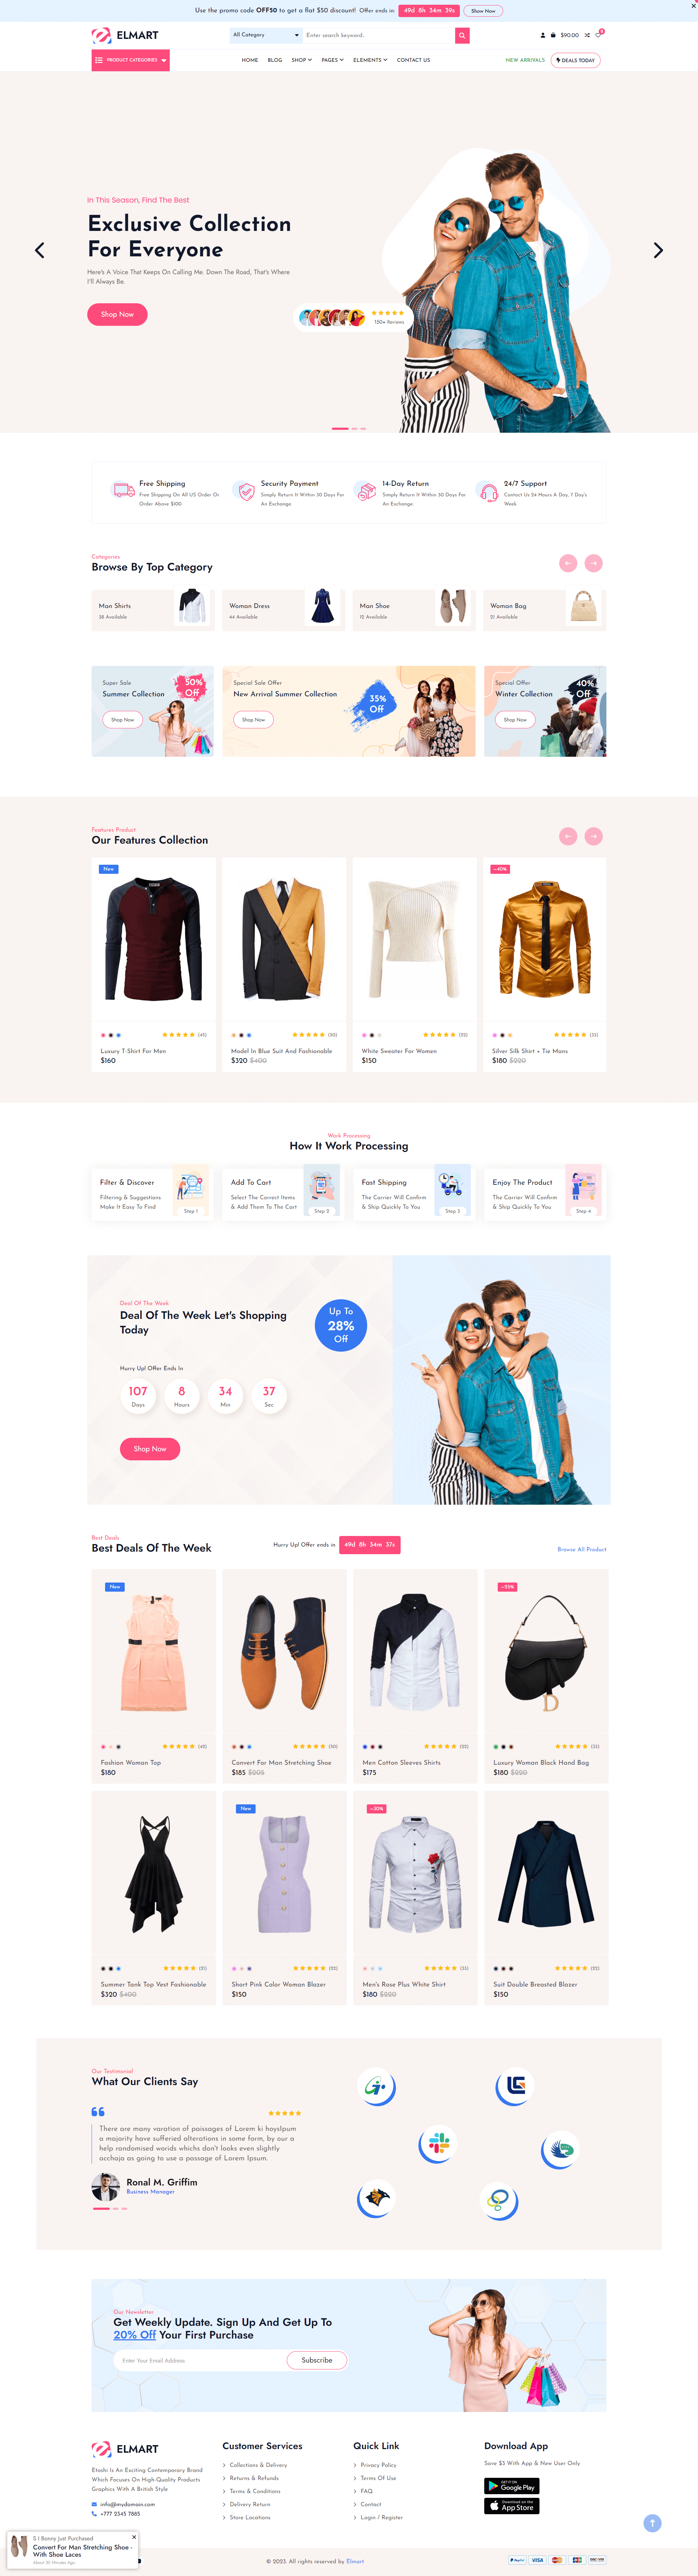 Use the promo code OFF50 to get a flat $50 discount! Offer ends in 49d 8h 34m 39s Show Now
ELMART
All Category
Enter search keyword..
$90.00
0
PRODUCT CATEGORIES
HOME BLOG SHOP PAGES ELEMENTS CONTACT US
NEW ARRIVALS
DEALS TODAY
In This Season, Find The Best
Exclusive Collection
For Everyone
Here's A Voice That Keeps On Calling Me. Down The Road, That's Where
I'll Always Be.
Shop Now
150+ Reviews
Free Shipping
Free Shipping On All US Order Or
Order Above $100
Security Payment
Simply Return It Within 30 Days For
An Exchange.
14-Day Return
Simply Return It Within 30 Days For
An Exchange.
24/7 Support
Contact Us 24 Hours A Day, 7 Day's
Week
Categories
Browse By Top Category
Man Shirts
38 Available
Woman Dress
44 Available
Man Shoe
12 Available
Woman Bag
21 Available
Super Sale
Summer Collection
Shop Now
50%
Off
Special Sale Offer
New Arrival Summer Collection
Shop Now
35%
Off
Special Offer
Winter Collection
Shop Now
40%
Off
Features Product
Our Features Collection
New
(45)
Luxury T-Shirt For Men
$160
(50)
Model In Blue Suit And Fashionable
$320 $400
(52)
White Sweater For Women
$150
-40%
(33)
Silver Silk Shirt + Tie Mans
$180 $220
Work Processing
How It Work Processing
Filter & Discover
Filtering & Suggestions
Make It Easy To Find
Step 1
Add To Cart
Select The Correct Items
& Add Them To The Cart
Step 2
Fast Shipping
The Carrier Will Confirm
& Ship Quickly To You
Step 3
Enjoy The Product
The Carrier Will Confirm
& Ship Quickly To You
Step 4
Deal Of The Week
Deal Of The Week Let's Shopping
Today
Up To
28%
Off
Hurry Up! Offer Ends In
107 Days
8 Hours
34 Min
37 Sec
Shop Now
Best Deals
Best Deals Of The Week
Hurry Up! Offer ends in 49d 8h 34m 37s
Browse All Product
New
(42)
Fashion Woman Top
$180
(50)
Convert For Man Stretching Shoe
$185 $205
(22)
Men Cotton Sleeves Shirts
$175
(33)
Luxury Woman Black Hand Bag
$180 $220
(21)
Summer Tank Top Vest Fashionable
$320 $400
New
(22)
Short Pink Color Woman Blazer
$150
-30%
(33)
Men's Rose Plus White Shirt
$180 $220
(22)
Suit Double Breasted Blazer
$150
Our Testimonial
What Our Clients Say
There are many varation of paissages of Lorem ki hoyslpum
a majority have sufferied alterations in some form, by our a
help randomised worids whichs don't looks even slightly
acchaja as going to use a passage of Lorem Ipsum.
Ronal M. Griffim
Business Manager
Our Newsletter
Get Weekly Update. Sign Up And Get Up To
20% Off Your First Purchase
Enter Your Email Address
Subscribe
ELMART
Etoshi Is An Exciting Contemporary Brand
Which Focuses On High-Quality Products
Graphics With A British Style
info@mydomain.com
+777 2345 7885
Customer Services
Collections & Delivery
Returns & Refunds
Terms & Conditions
Delivery Return
Store Locations
Quick Link
Privacy Policy
Terms Of Use
FAQ
Contact
Login / Register
Download App
Save $3 With App & New User Only
GET IT ON
Google Play
Download on the
App Store
S I Bonny Just Purchased
Convert For Man Stretching Shoe -
With Shoe Laces
About 30 Minutes Ago
© 2023. All rights reserved by Elmart
PayPal
VISA